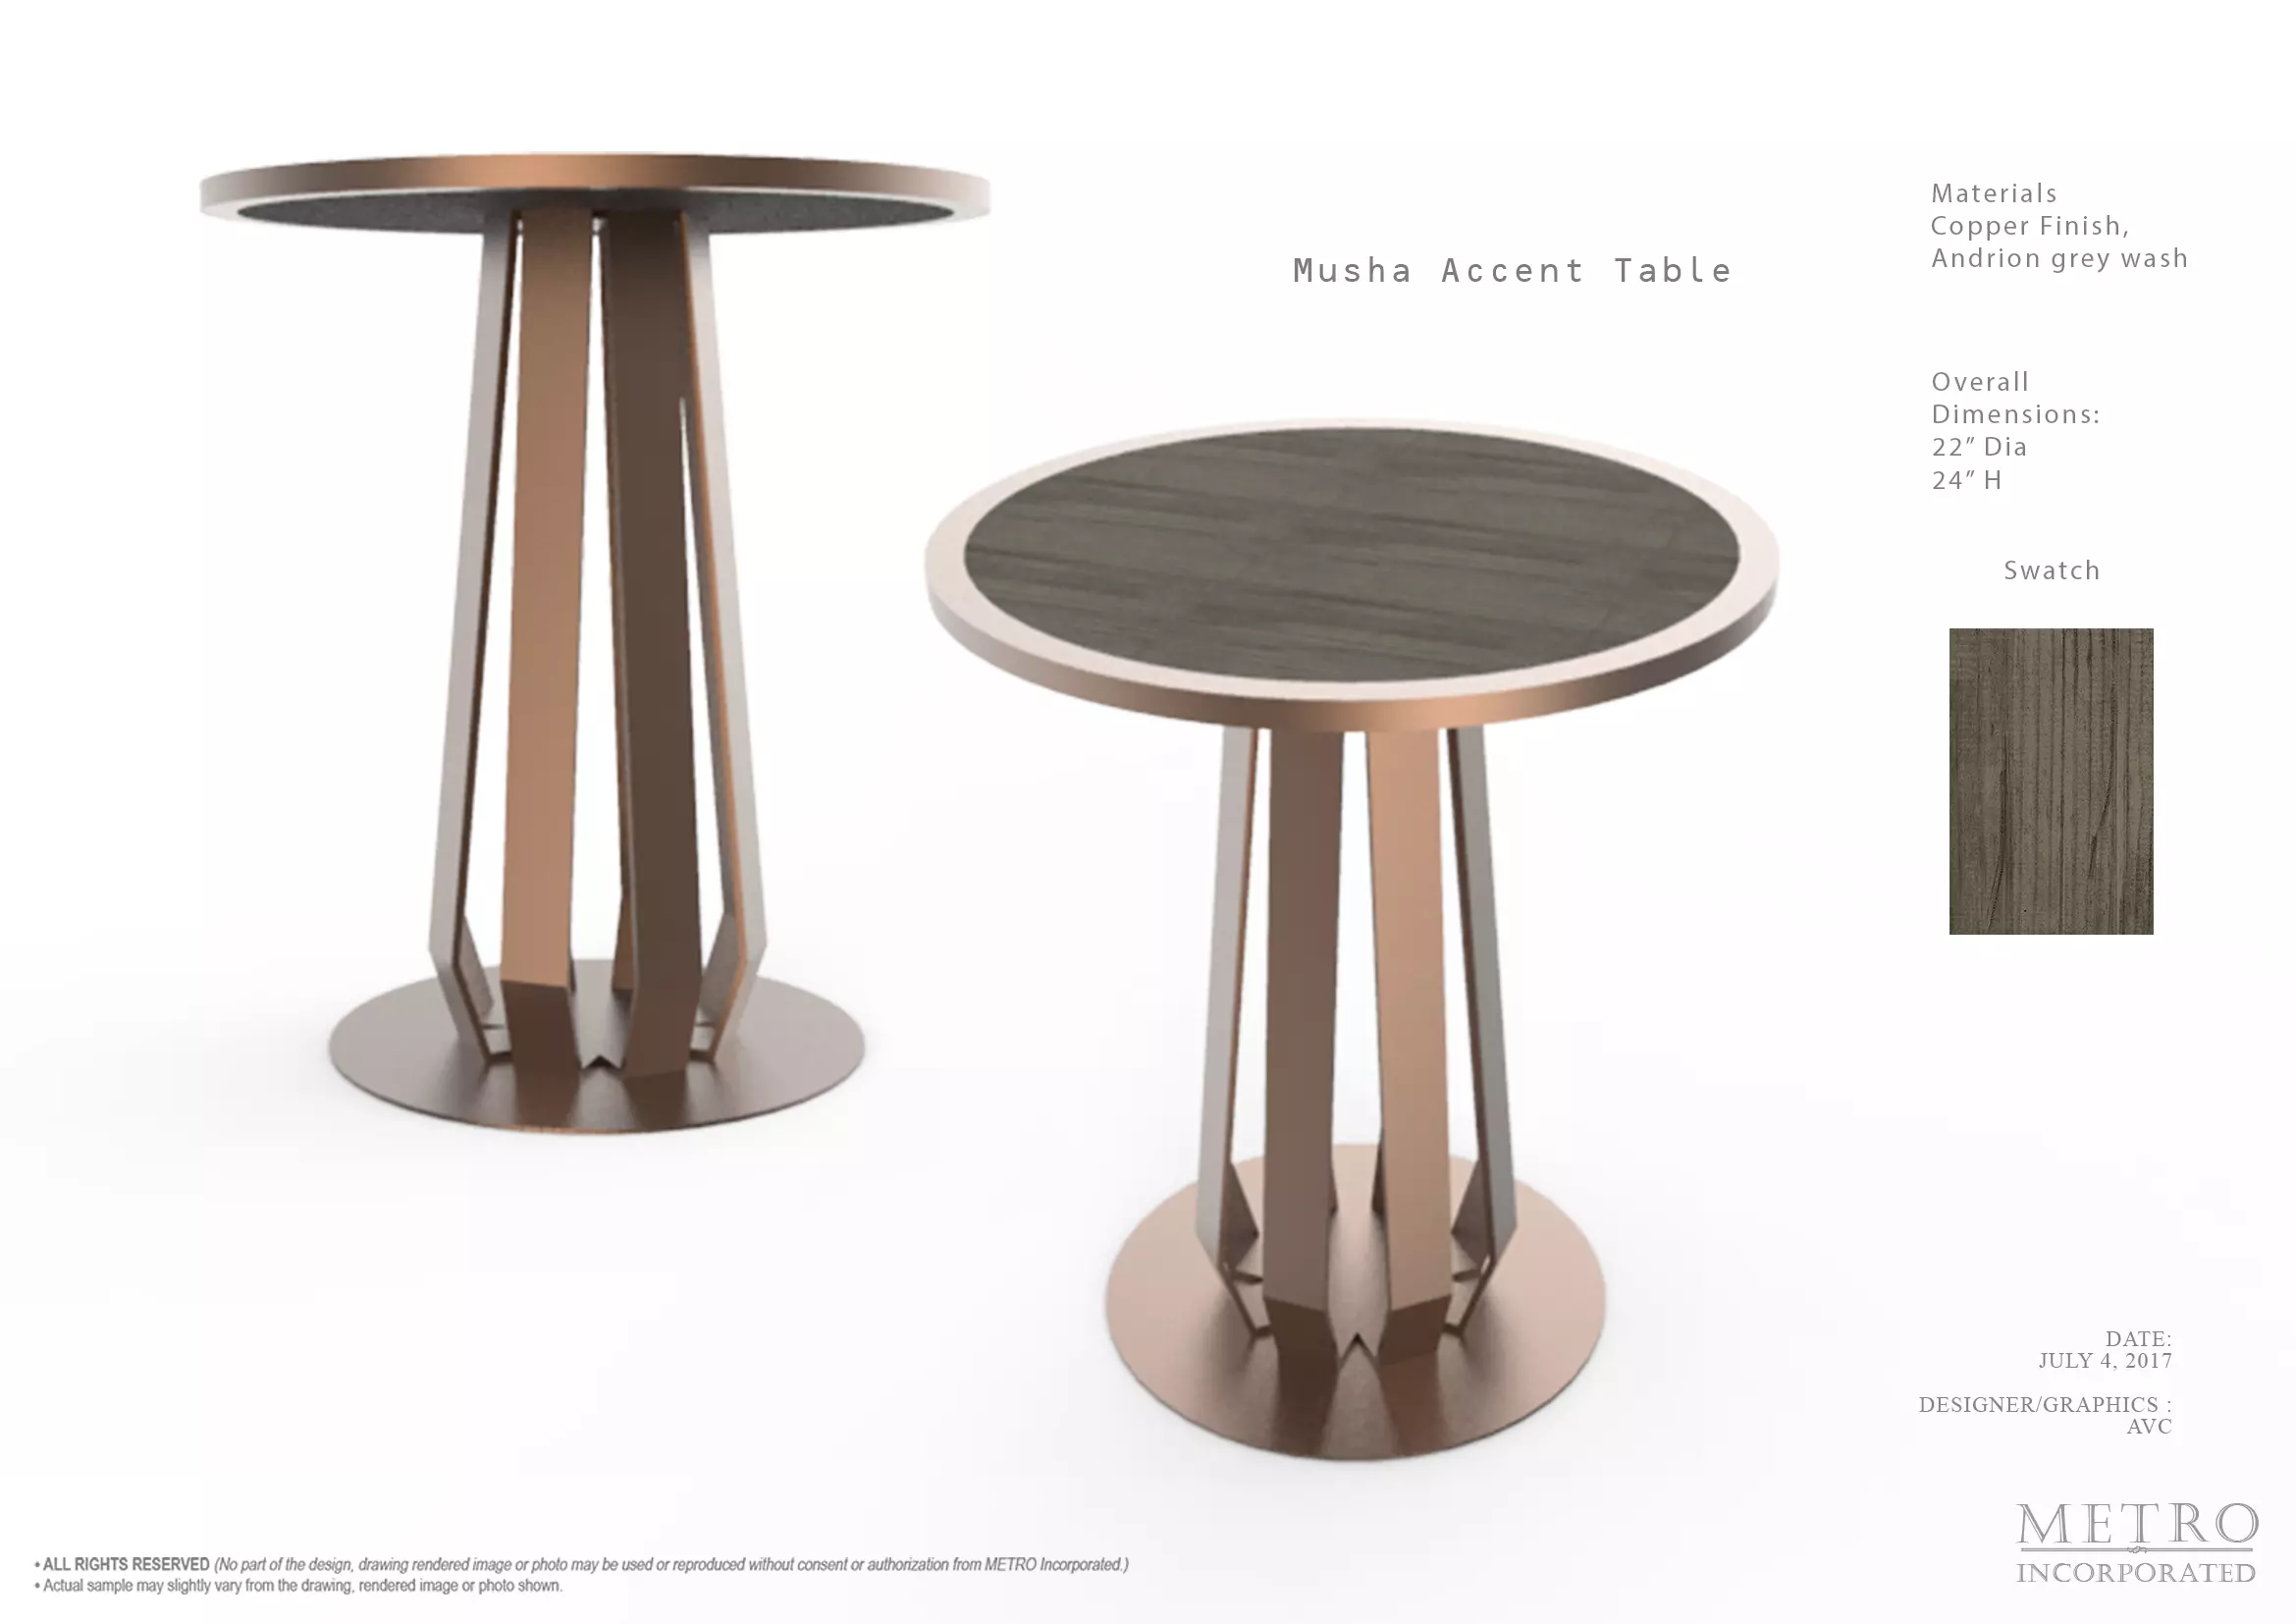 Musha Accent Table
Materials
Copper Finish,
Andrion grey wash
Overall
Dimensions:
22” Dia
24” H
Swatch
DATE:
JULY 4, 2017
DESIGNER/GRAPHICS :
AVC
METRO
INCORPORATED
• ALL RIGHTS RESERVED (No part of the design, drawing rendered image or photo may be used or reproduced without consent or authorization from METRO Incorporated.)
• Actual sample may slightly vary from the drawing, rendered image or photo shown.